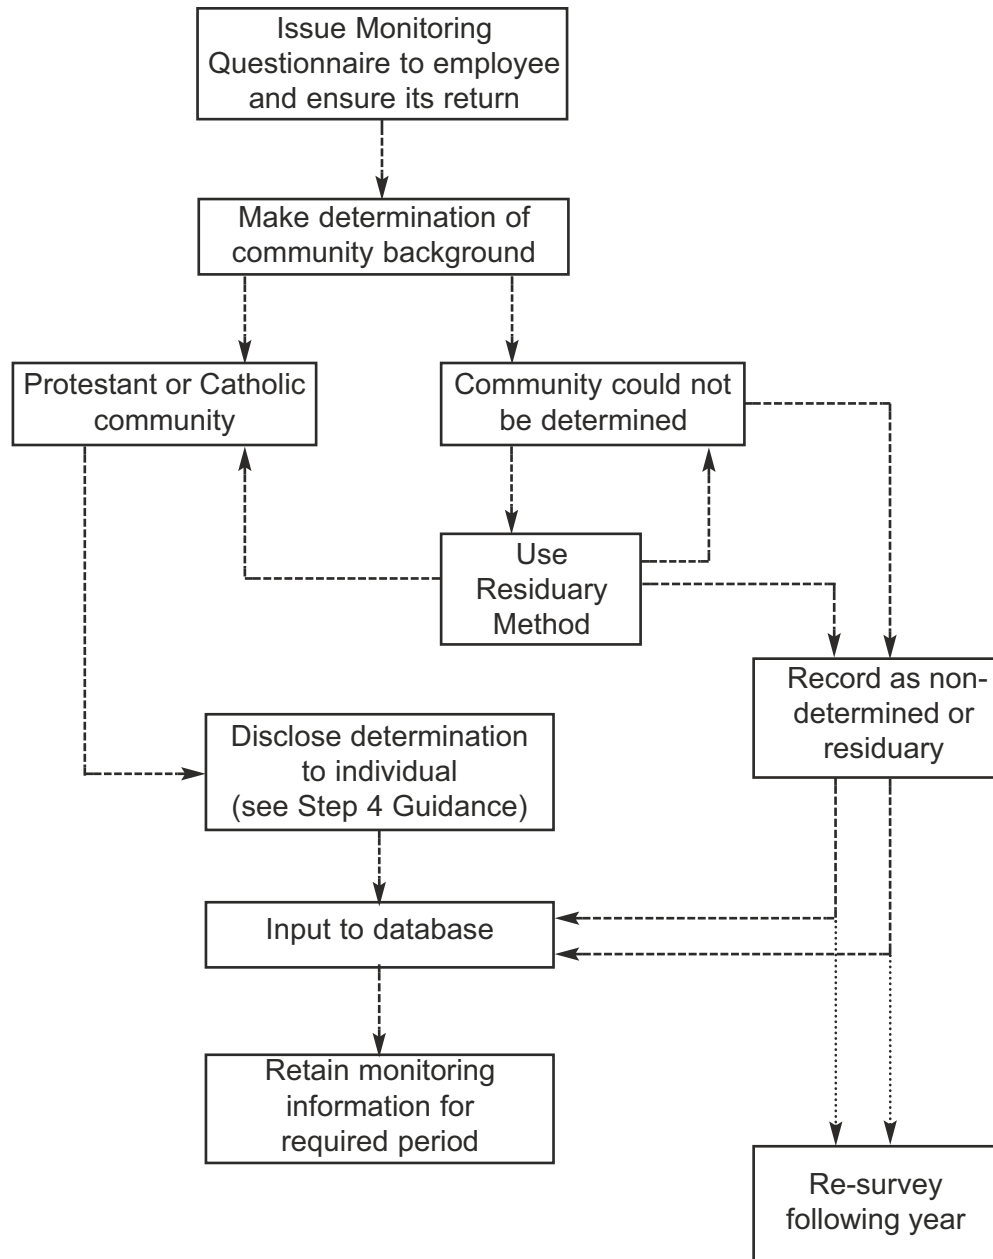 Issue Monitoring
Questionnaire to employee
and ensure its return
Make determination of
community background
Protestant or Catholic
community
Community could not
be determined
Use
Residuary
Method
Record as non-
determined or
residuary
Disclose determination
to individual
(see Step 4 Guidance)
Input to database
Retain monitoring
information for
required period
Re-survey
following year